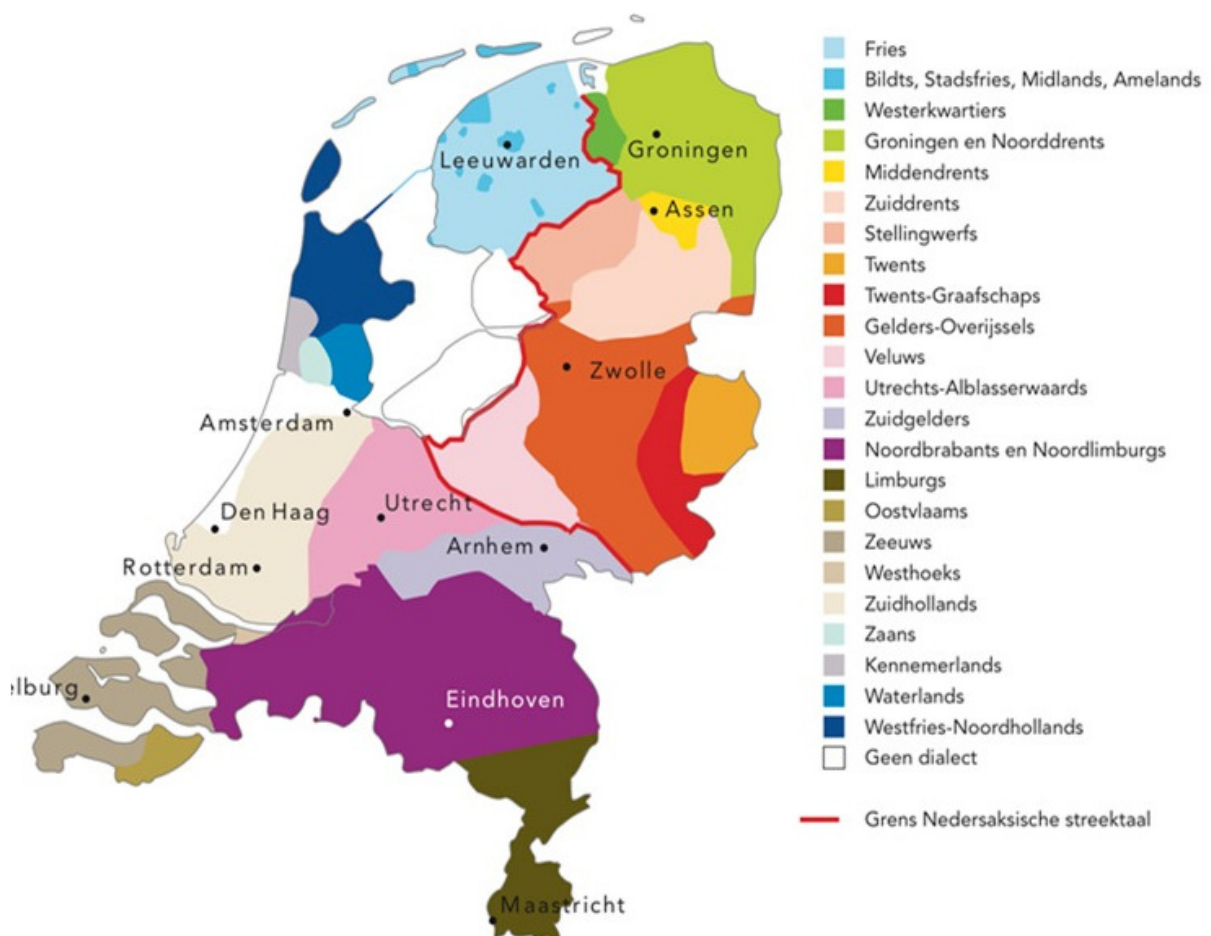 Leeuwarden
Groningen
Assen
Zwolle
Amsterdam
Den Haag
Utrecht
Arnhem
Rotterdam
elburg
Eindhoven
Maastricht
Fries
Bildts, Stadsfries, Midlands, Amelands
Westerkwartiers
Groningen en Noorddrents
Middendrents
Zuiddrents
Stellingwerfs
Twents
Twents-Graafschaps
Gelders-Overijssels
Veluws
Utrechts-Alblasserwaards
Zuidgelders
Noordbrabants en Noordlimburgs
Limburgs
Oostvlaams
Zeeuws
Westhoeks
Zuidhollands
Zaans
Kennemerlands
Waterlands
Westfries-Noordhollands
Geen dialect
Grens Nedersaksische streektaal